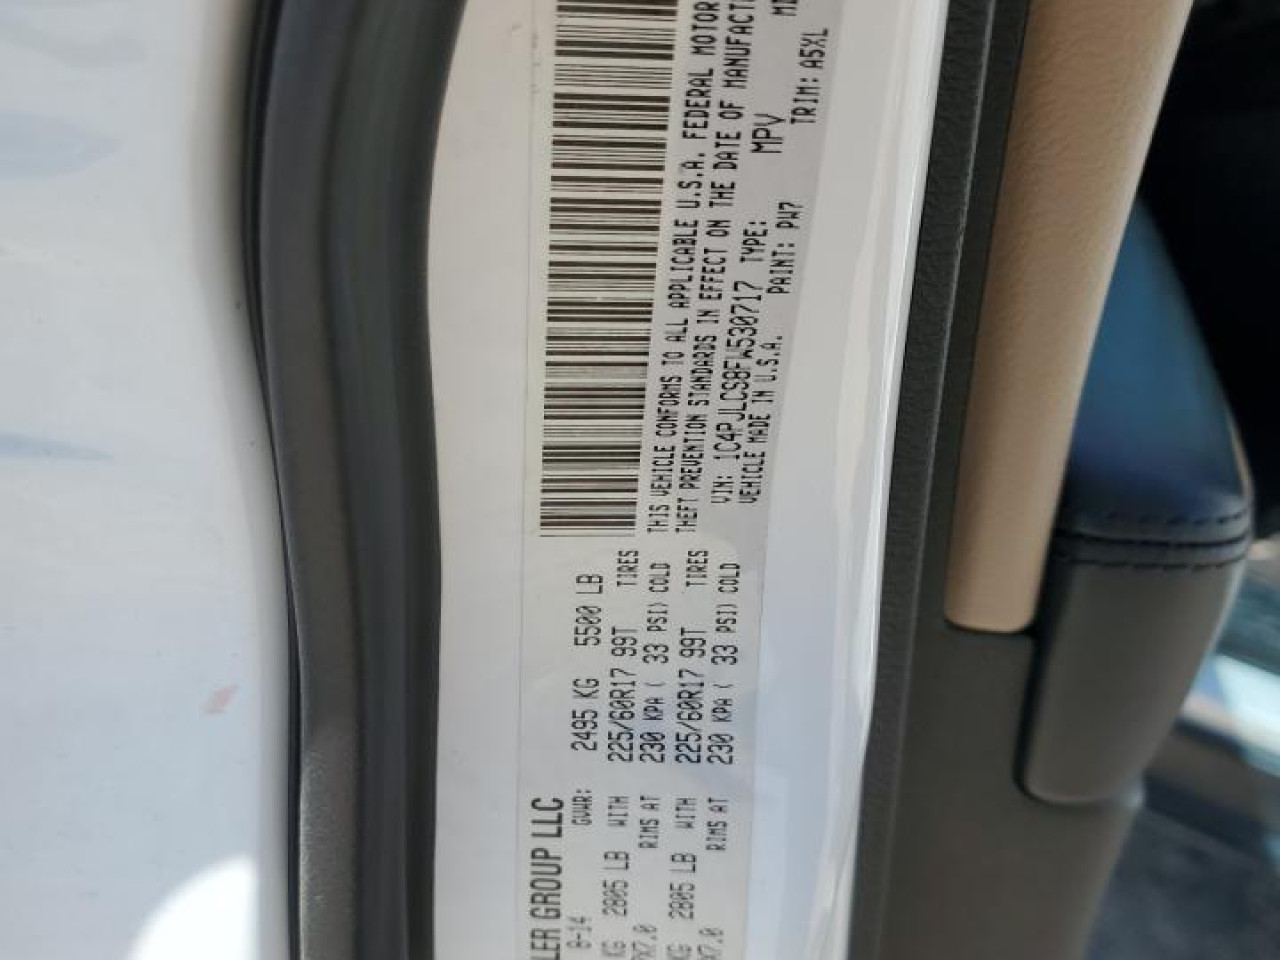 LER GROUP LLC
8-14 GVWR: 2495 KG 5500 LB
KG 2805 LB WITH 225/60R17 99T TIRES
X7.0 RIMS AT 230 KPA ( 33 PSI) COLD
KG 2805 LB WITH 225/60R17 99T TIRES
X7.0 RIMS AT 230 KPA ( 33 PSI) COLD
THIS VEHICLE CONFORMS TO ALL APPLICABLE U.S.A. FEDERAL MOTOR
THEFT PREVENTION STANDARDS IN EFFECT ON THE DATE OF MANUFACT
VIN: 1C4PJLCS8FW530717 TYPE: MPV
VEHICLE MADE IN U.S.A. PAINT: PW7 TRIM: A5XL